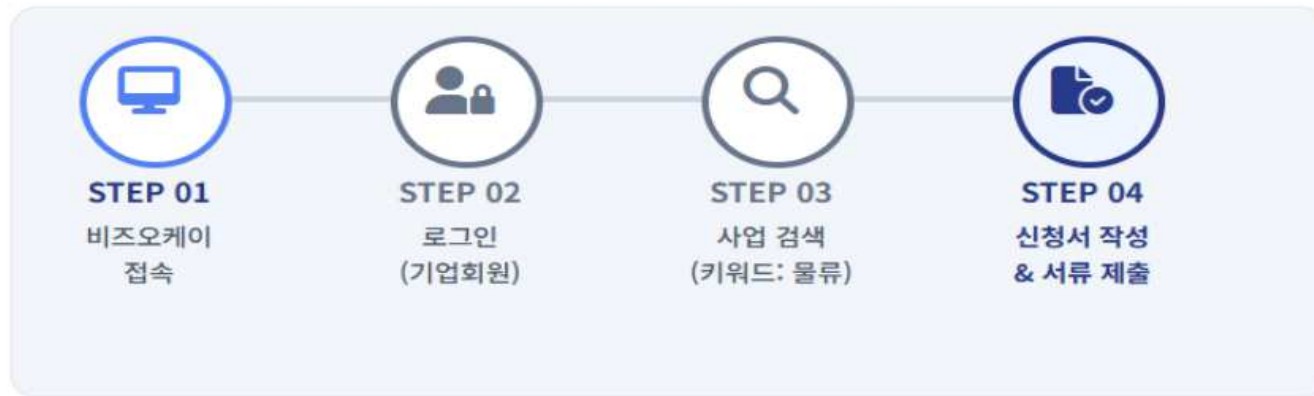 STEP 01
비즈오케이
접속
STEP 02
로그인
(기업회원)
STEP 03
사업 검색
(키워드: 물류)
STEP 04
신청서 작성
& 서류 제출